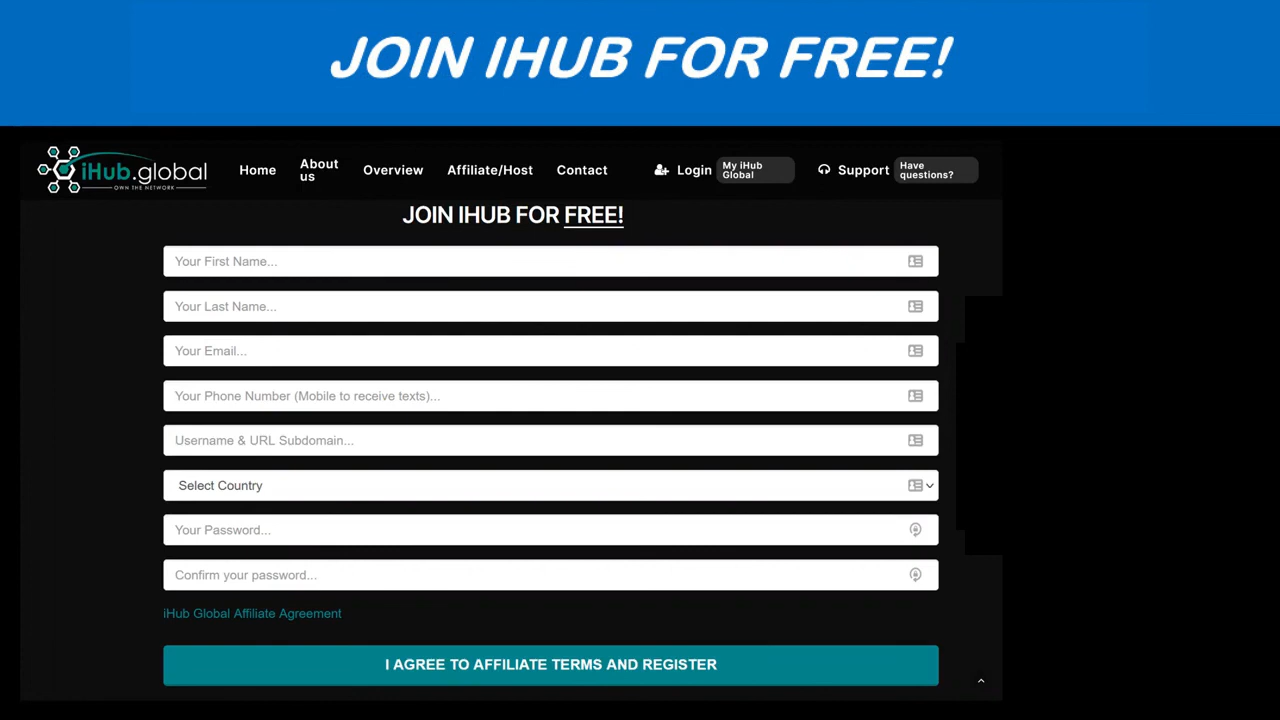 JOIN IHUB FOR FREE!
iHub.global
OWN THE NETWORK
Home
About
us
Overview
Affiliate/Host
Contact
Login
My iHub
Global
Support
Have
questions?
JOIN IHUB FOR FREE!
Your First Name...
Your Last Name...
Your Email...
Your Phone Number (Mobile to receive texts)...
Username & URL Subdomain...
Select Country
Your Password...
Confirm your password...
iHub Global Affiliate Agreement
I AGREE TO AFFILIATE TERMS AND REGISTER